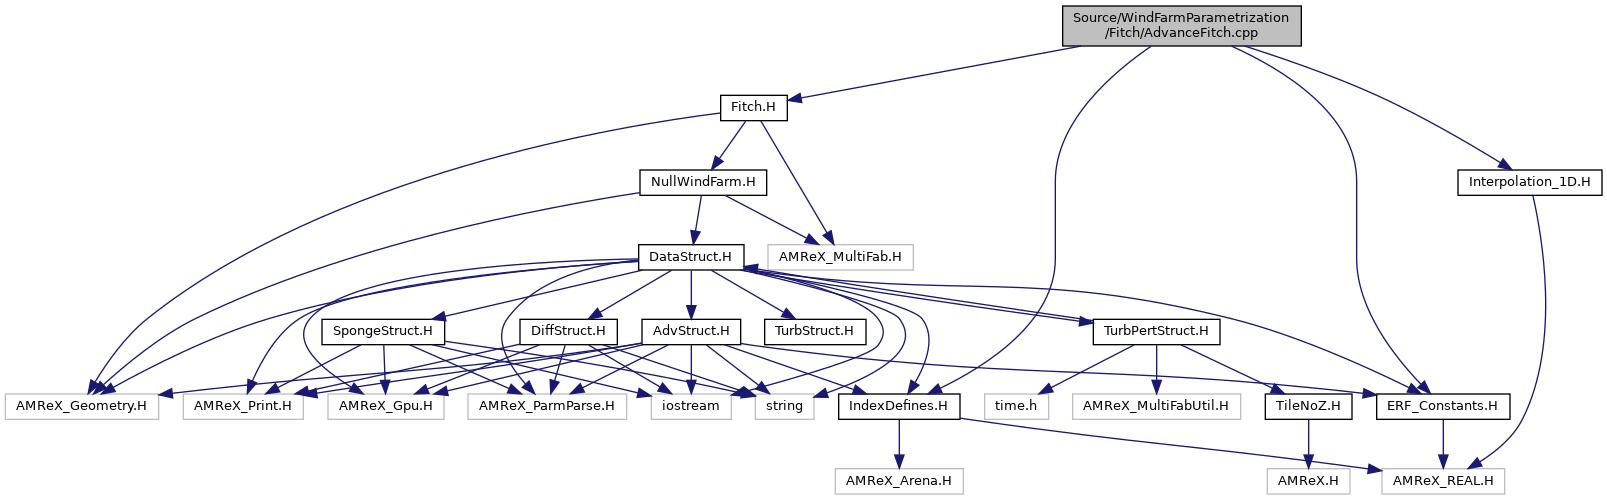 Source/WindFarmParametrization
/Fitch/AdvanceFitch.cpp
Fitch.H
NullWindFarm.H
Interpolation_1D.H
DataStruct.H
AMReX_MultiFab.H
SpongeStruct.H
DiffStruct.H
AdvStruct.H
TurbStruct.H
TurbPertStruct.H
AMReX_Geometry.H
AMReX_Print.H
AMReX_Gpu.H
AMReX_ParmParse.H
iostream
string
IndexDefines.H
time.h
AMReX_MultiFabUtil.H
TileNoZ.H
ERF_Constants.H
AMReX_Arena.H
AMReX.H
AMReX_REAL.H